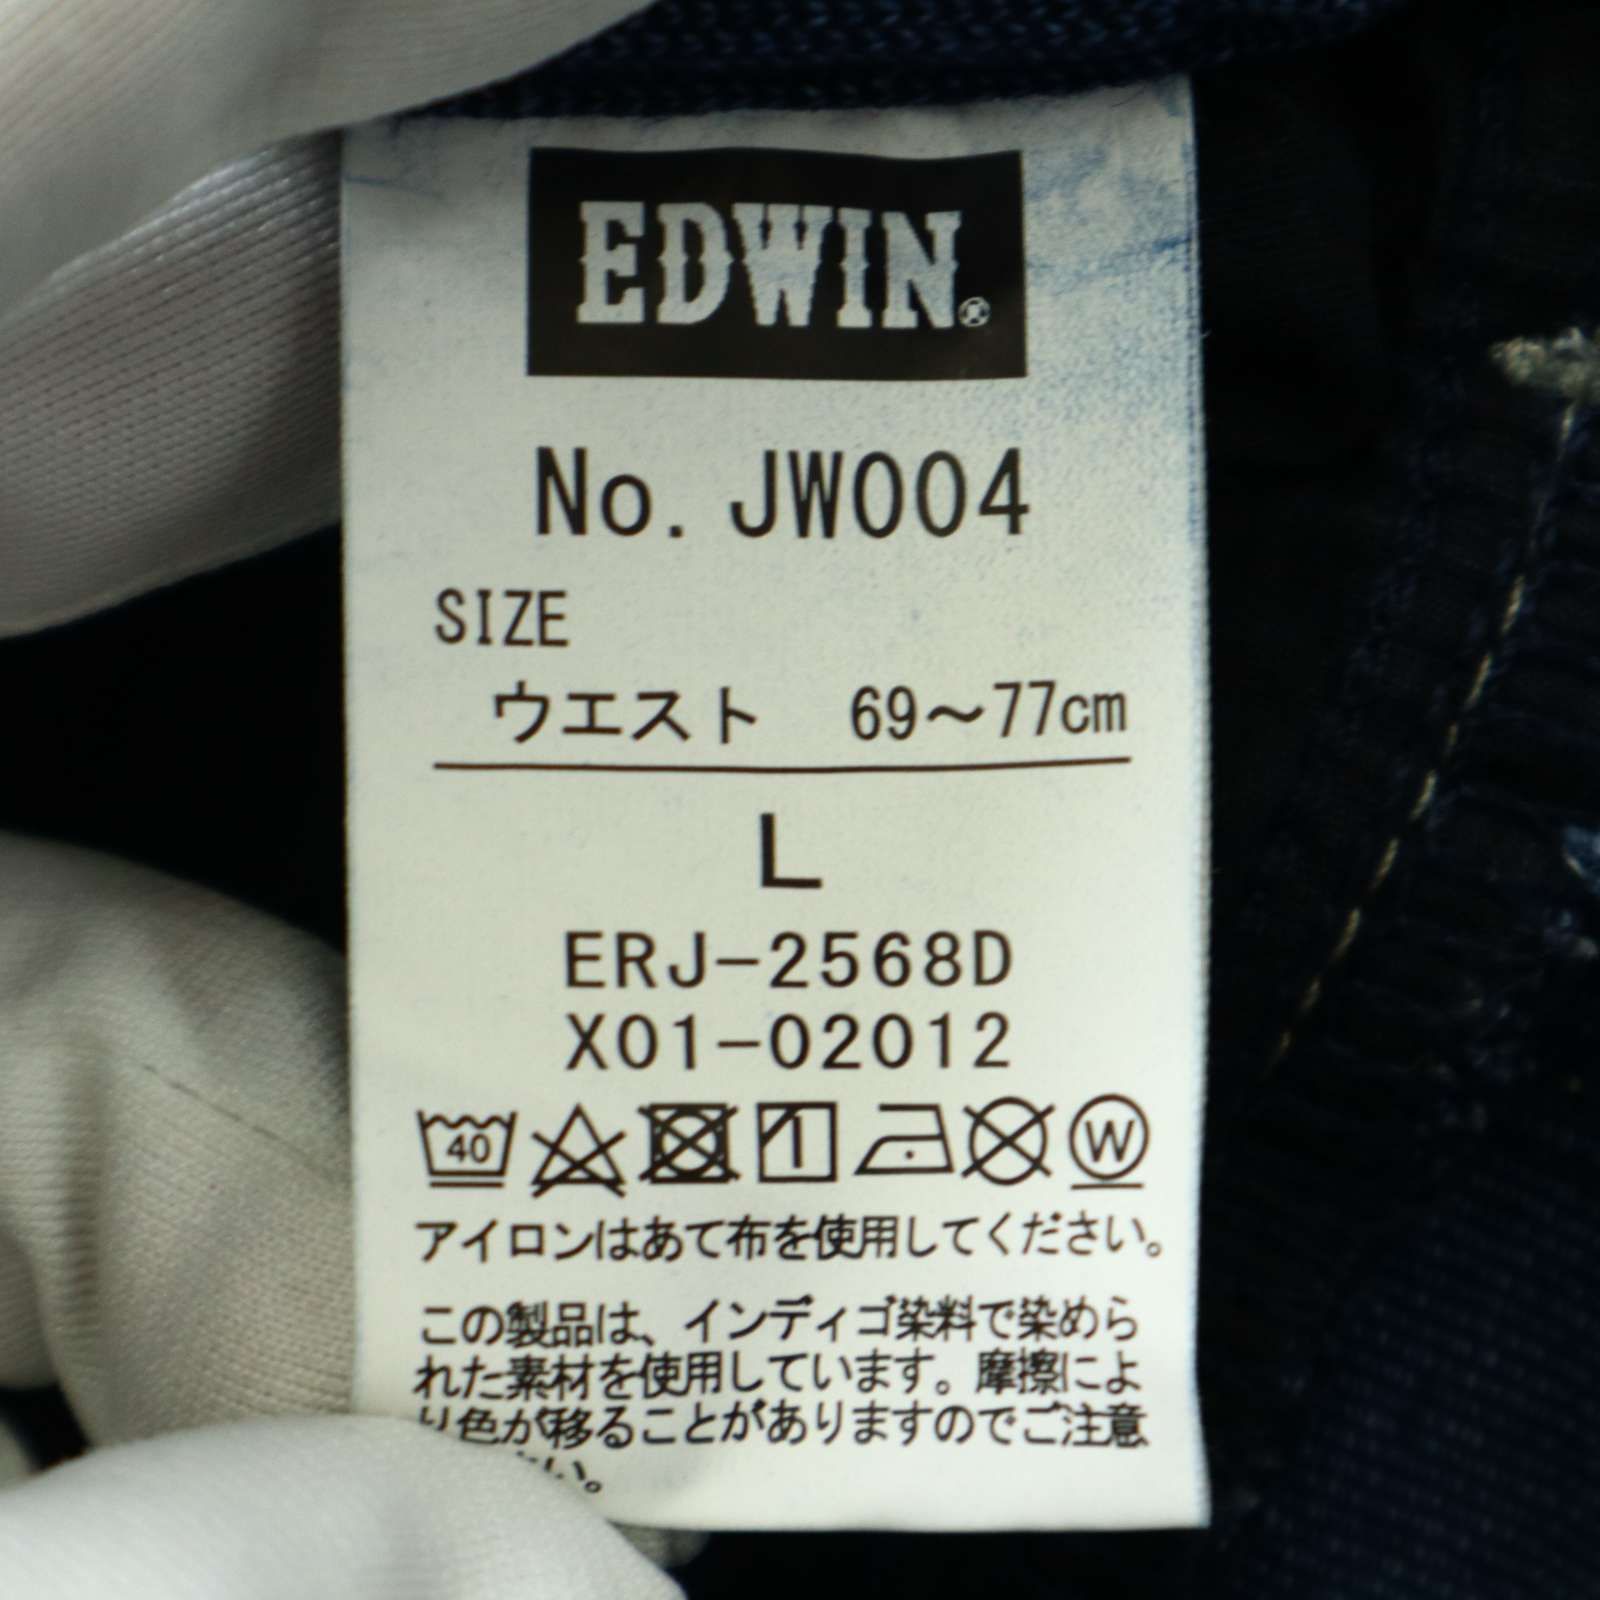 EDWIN®
No. JW004
SIZE
ウエスト 69～77cm
L
ERJ-2568D
X01-02012
40 1 W
アイロンはあて布を使用してください。
この製品は、インディゴ染料で染めら
れた素材を使用しています。摩擦によ
り色が移ることがありますのでご注意
い。